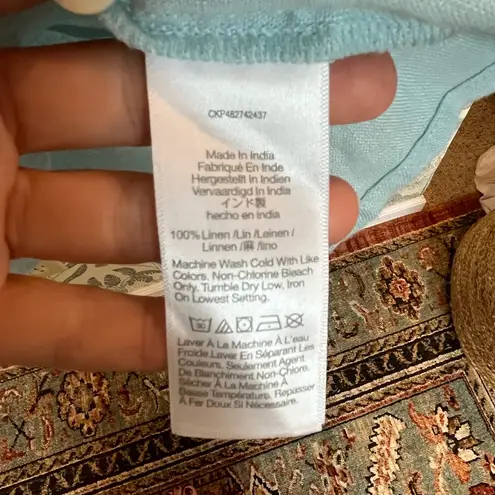 CKP482742437
Made In India
Fabriqué En Inde
Hergestellt In Indien
Vervaardigd In India
インド製
hecho en india
100% Linen /Lin /Leinen /
Linnen /麻 /lino
Machine Wash Cold With Like
Colors. Non-Chlorine Bleach
Only. Tumble Dry Low, Iron
On Lowest Setting.
Laver À La Machine À L'eau
Froide Laver En Séparant Les
Couleurs. Seulement Agent
De Blanchiment Non-Chlore.
Sécher À La Machine À
Basse Température. Repasser
À Fer Doux Si Nécessaire.